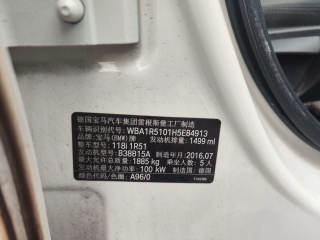 德国宝马汽车集团雷根斯堡工厂制造
车辆识别代号: WBA1R5101H5E84913
品牌: 宝马(BMW)牌 发动机排量: 1499 ml
整车型号: 118i 1R51
发动机型号: B38B15A 制造年月: 2016.07
最大允许总质量: 1885 kg 乘坐人数: 5 人
发动机最大净功率: 100 kW 制造国: 德国
颜色代码/色圈: A96/0